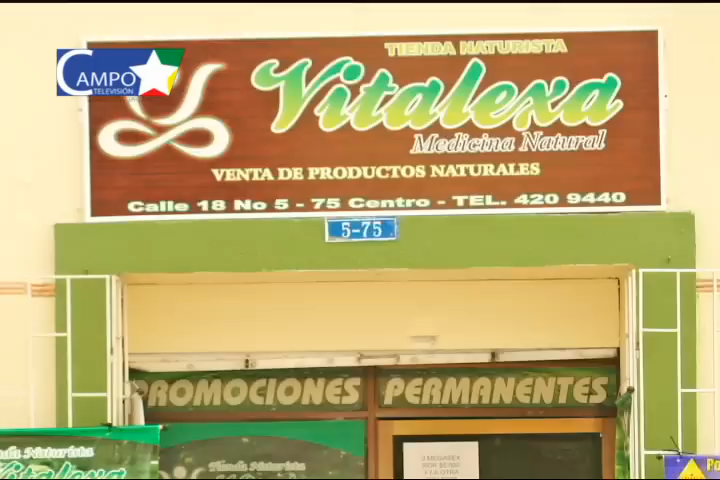 CAMPO
TELEVISIÓN
TIENDA NATURISTA
Vitalexa
Medicina Natural
VENTA DE PRODUCTOS NATURALES
Calle 18 No 5 - 75 Centro - TEL. 420 9440
5-75
PROMOCIONES PERMANENTES
Tienda Naturista
Vitalexa
Tienda Naturista